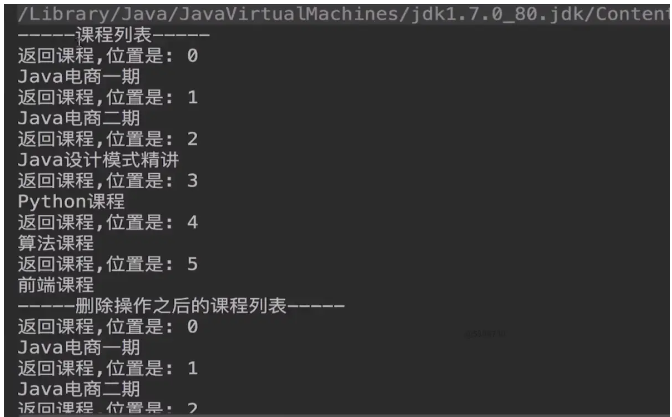 /Library/Java/JavaVirtualMachines/jdk1.7.0_80.jdk/Content
-----课程列表-----
返回课程,位置是: 0
Java电商一期
返回课程,位置是: 1
Java电商二期
返回课程,位置是: 2
Java设计模式精讲
返回课程,位置是: 3
Python课程
返回课程,位置是: 4
算法课程
返回课程,位置是: 5
前端课程
-----删除操作之后的课程列表-----
返回课程,位置是: 0
Java电商一期
返回课程,位置是: 1
Java电商二期
返回课程,位置是: 2